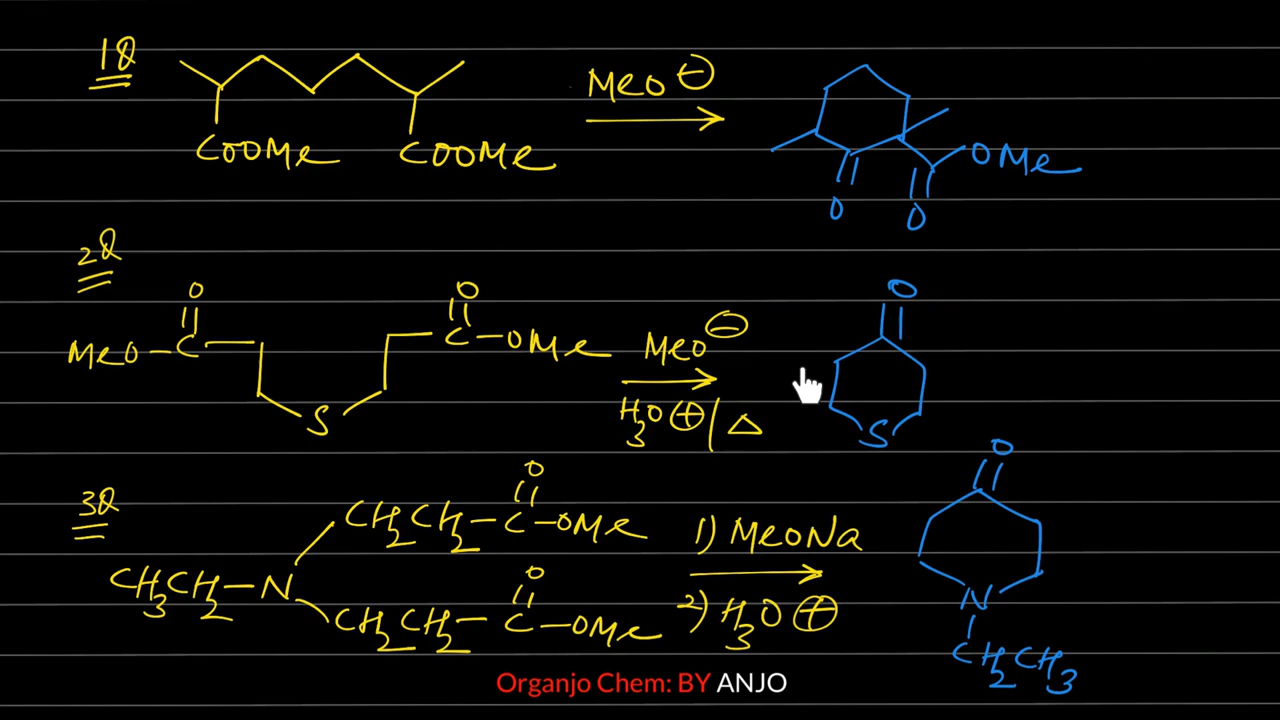 1Q
COOMe COOMe MeO⊖ → O O OMe
2Q
MeO–C–(=O) S C(=O)–OMe MeO⊖ → O S
H3O⊕ | △
3Q
CH2CH2–C(=O)–OMe 1) MeONa → O
CH3CH2–N
CH2CH2–C(=O)–OMe 2) H3O⊕ N
CH2CH3
Organjo Chem: BY ANJO